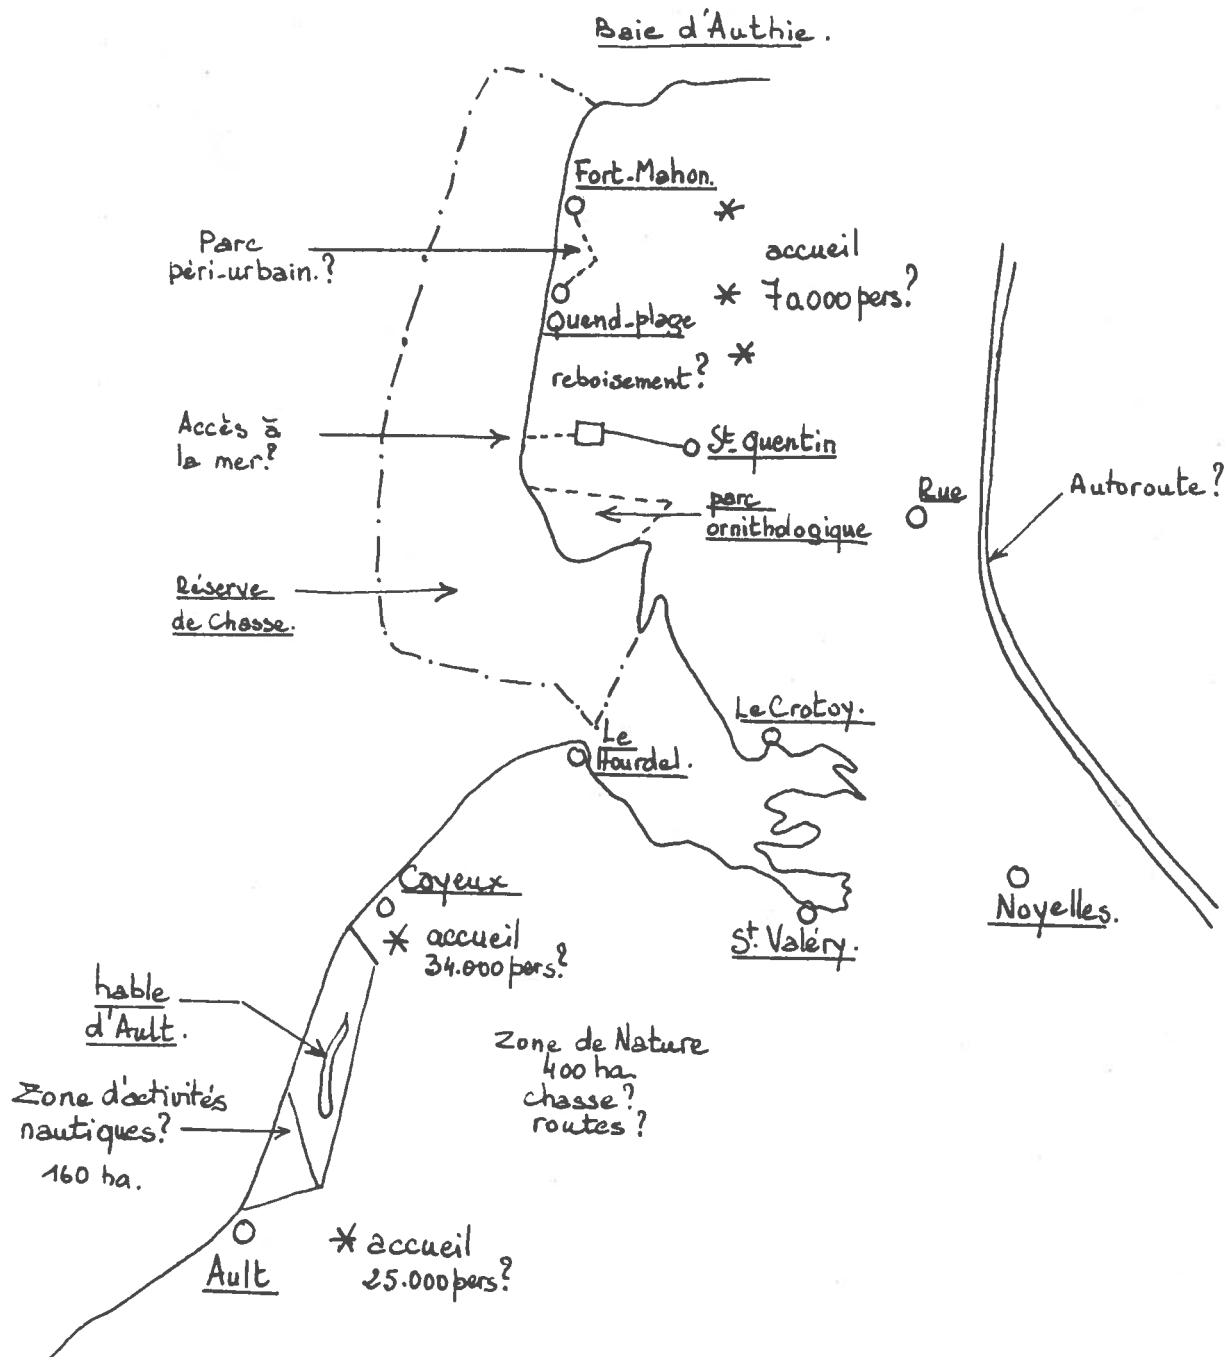 Baie d'Authie.
Fort-Mahon.
Parc
péri-urbain.?
accueil
70.000 pers.?
Quend-plage
reboisement?
Accès à
la mer?
St quentin
Rue
Autoroute?
parc
ornithologique
Réserve
de Chasse.
Le Crotoy.
Le
Hourdel.
Cayeux
accueil
34.000 pers?
St Valéry.
Noyelles.
hable
d'Ault.
Zone de Nature
400 ha.
chasse?
routes?
Zone d'activités
nautiques?
160 ha.
accueil
25.000 pers?
Ault